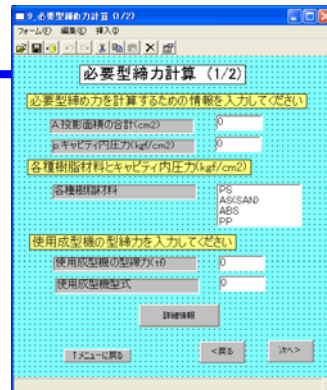 9_必要型締力計算 (1/2)
フォーム(F) 編集(E) 挿入(I)
必要型締力計算 (1/2)
必要型締め力を計算するための情報を入力してください
A:投影面積の合計(cm2) 0
p:キャビティ内圧力(kgf/cm2) 0
各種樹脂材料とキャビティ内圧力(kgf/cm2)
各種樹脂材料
PS
AS(SAN)
ABS
PP
使用成型機の型締力を入力してください
使用成型機の型締力(tf) 0
使用成型機型式 0
詳細情報
↑メニューに戻る <戻る 次へ>